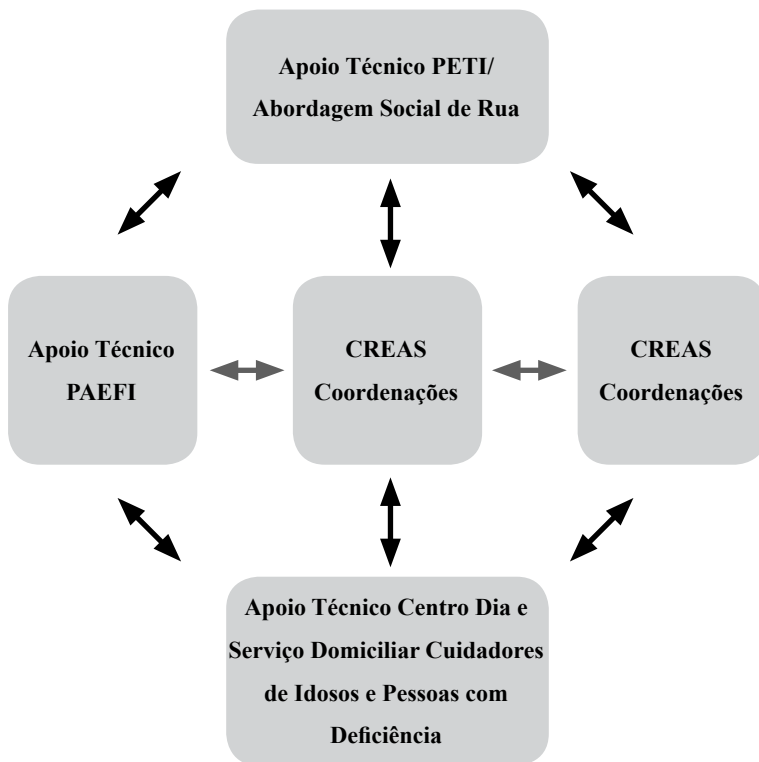 Apoio Técnico PETI/
Abordagem Social de Rua
Apoio Técnico
PAEFI
CREAS
Coordenações
CREAS
Coordenações
Apoio Técnico Centro Dia e
Serviço Domiciliar Cuidadores
de Idosos e Pessoas com
Deficiência